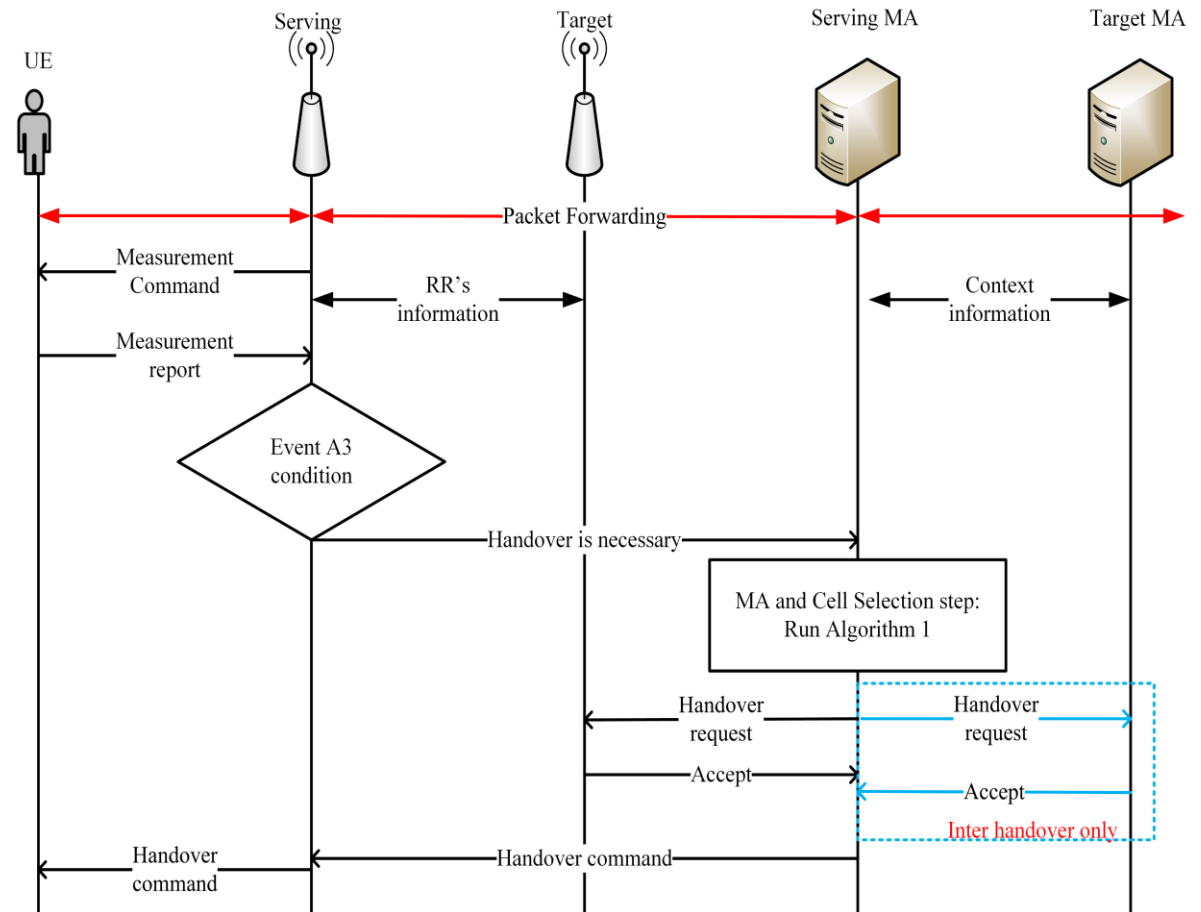 UE
Serving
Target
Serving MA
Target MA
Packet Forwarding
Measurement
Command
RR's
information
Context
information
Measurement
report
Event A3
condition
Handover is necessary
MA and Cell Selection step:
Run Algorithm 1
Handover
request
Handover
request
Accept
Accept
Inter handover only
Handover command
Handover
command